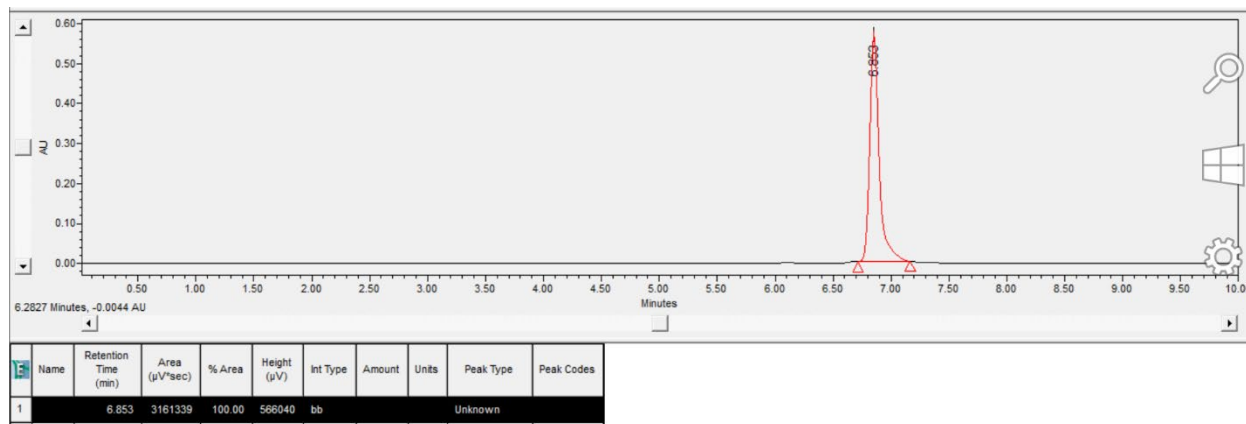 0.60
0.50
0.40
0.30
0.20
0.10
0.00
AU
6.853
0.50 1.00 1.50 2.00 2.50 3.00 3.50 4.00 4.50 5.00 5.50 6.00 6.50 7.00 7.50 8.00 8.50 9.00 9.50 10.0
Minutes
6.2827 Minutes, -0.0044 AU
Name Retention Time (min) Area (µV*sec) % Area Height (µV) Int Type Amount Units Peak Type Peak Codes
1 6.853 3161339 100.00 566040 bb Unknown